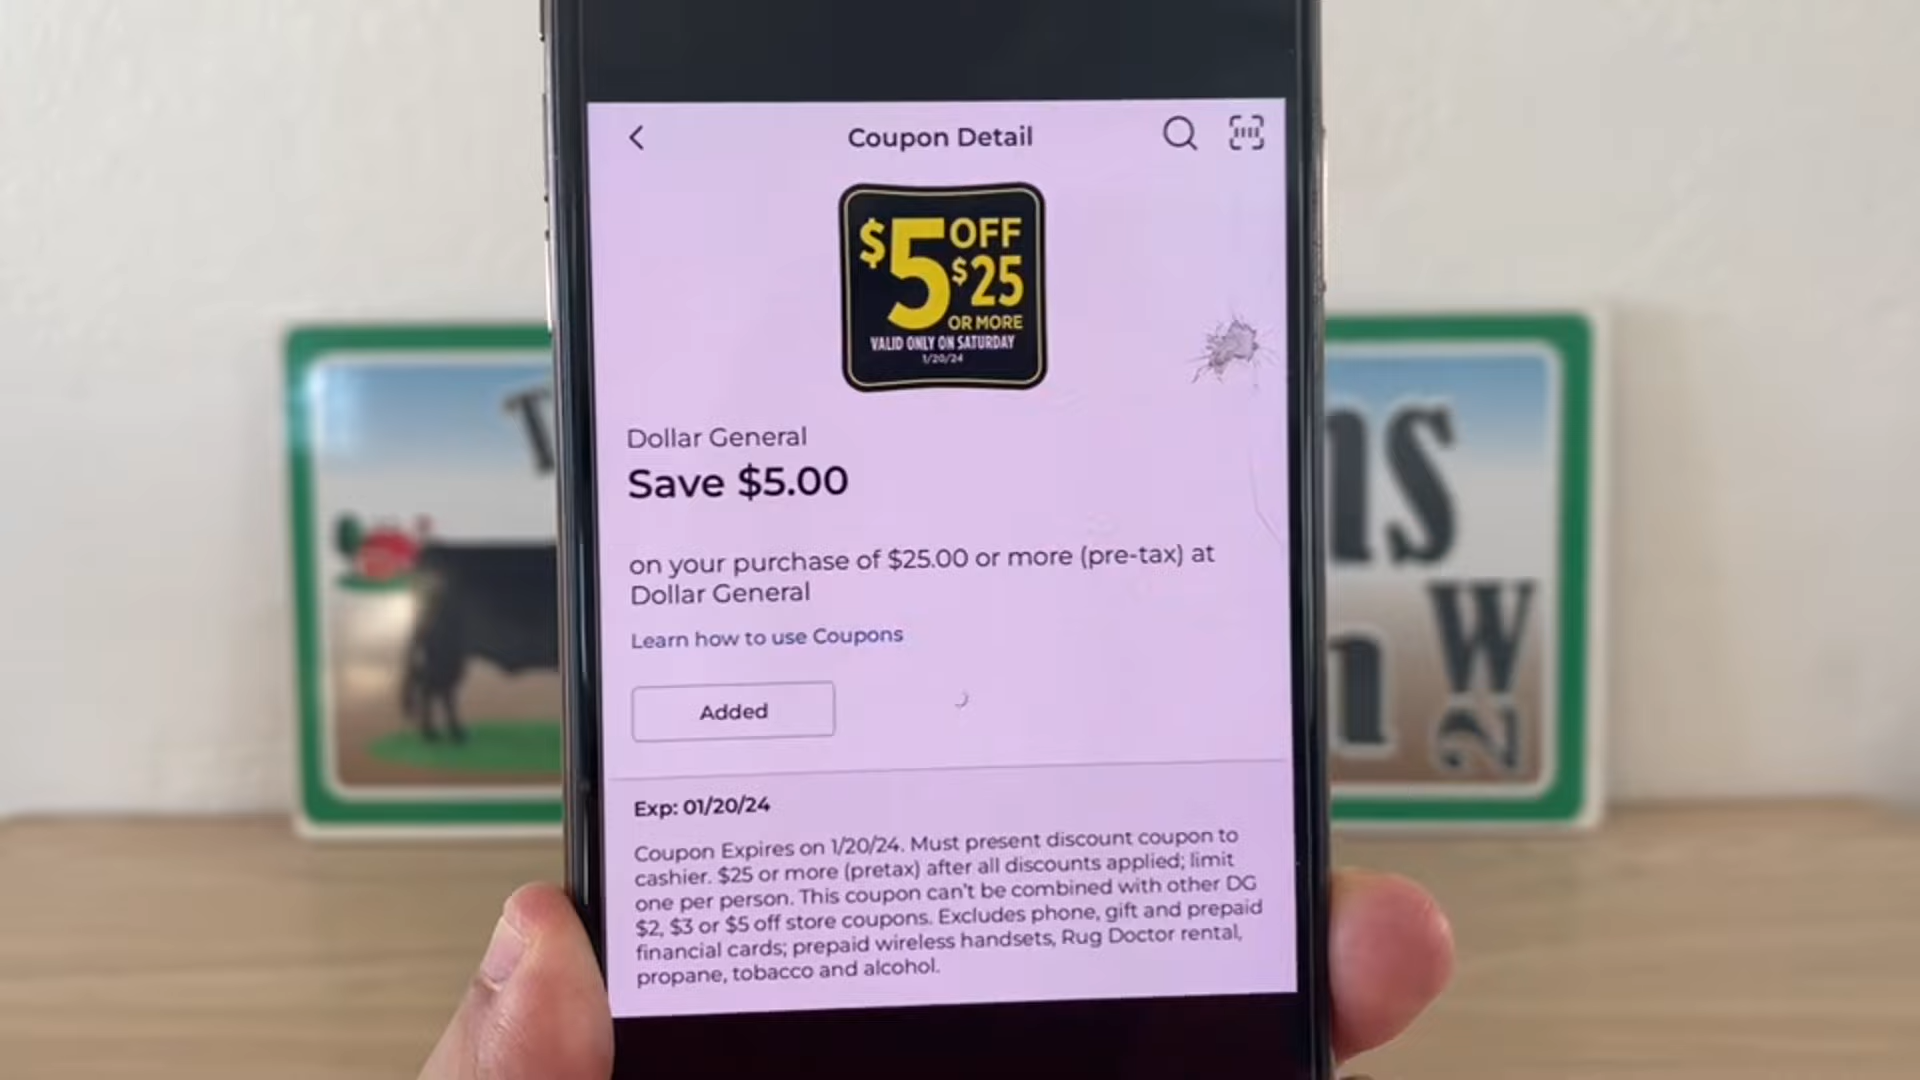 Coupon Detail
$5 OFF
$25
OR MORE
VALID ONLY ON SATURDAY
1/20/24
Dollar General
Save $5.00
on your purchase of $25.00 or more (pre-tax) at
Dollar General
Learn how to use Coupons
Added
Exp: 01/20/24
Coupon Expires on 1/20/24. Must present discount coupon to
cashier. $25 or more (pretax) after all discounts applied; limit
one per person. This coupon can't be combined with other DG
$2, $3 or $5 off store coupons. Excludes phone, gift and prepaid
financial cards; prepaid wireless handsets, Rug Doctor rental,
propane, tobacco and alcohol.